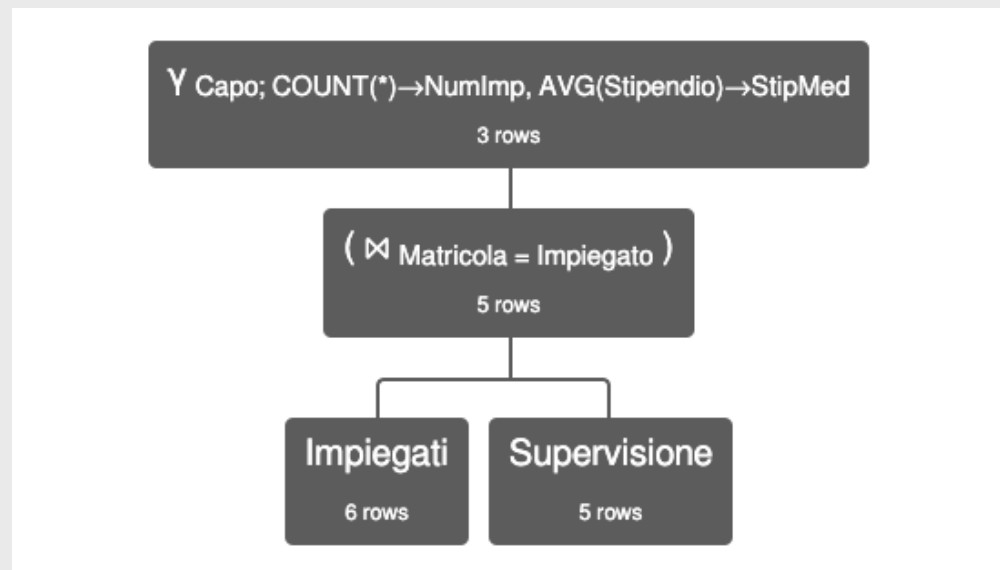 γ Capo; COUNT(*)→NumImp, AVG(Stipendio)→StipMed
3 rows
( ⋈ Matricola = Impiegato )
5 rows
Impiegati
6 rows
Supervisione
5 rows